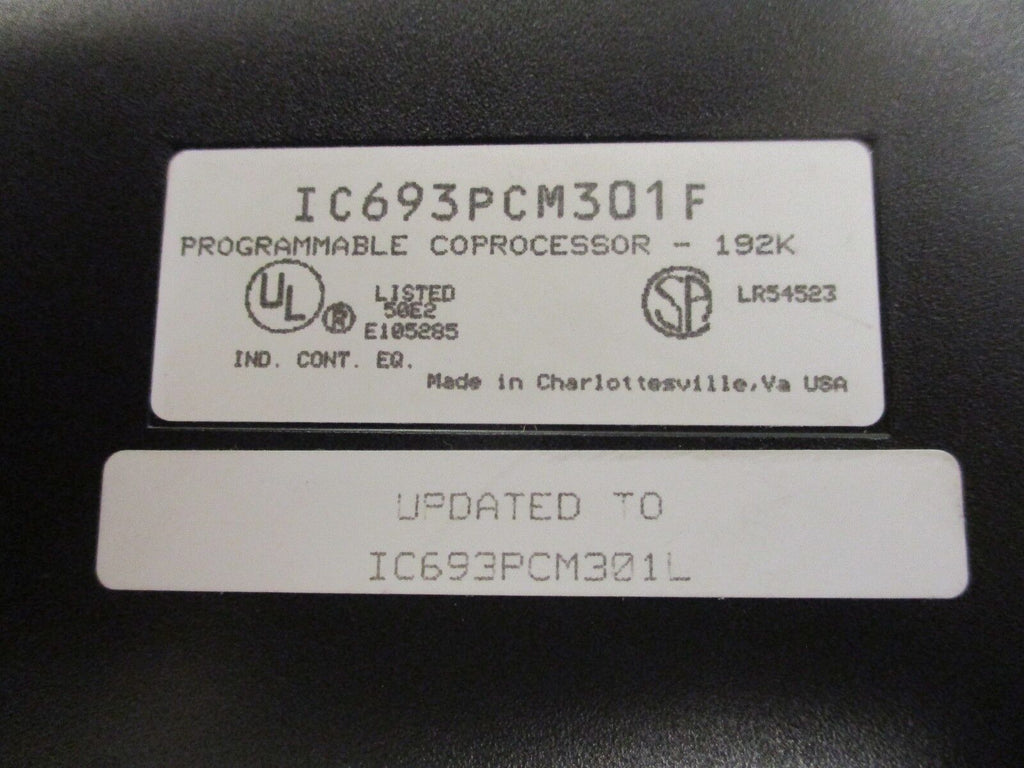 IC693PCM301F
PROGRAMMABLE COPROCESSOR - 192K
UL ® LISTED
50E2
E105285
SA LR54523
IND. CONT. EQ.
Made in Charlottesville,Va USA
UPDATED TO
IC693PCM301L